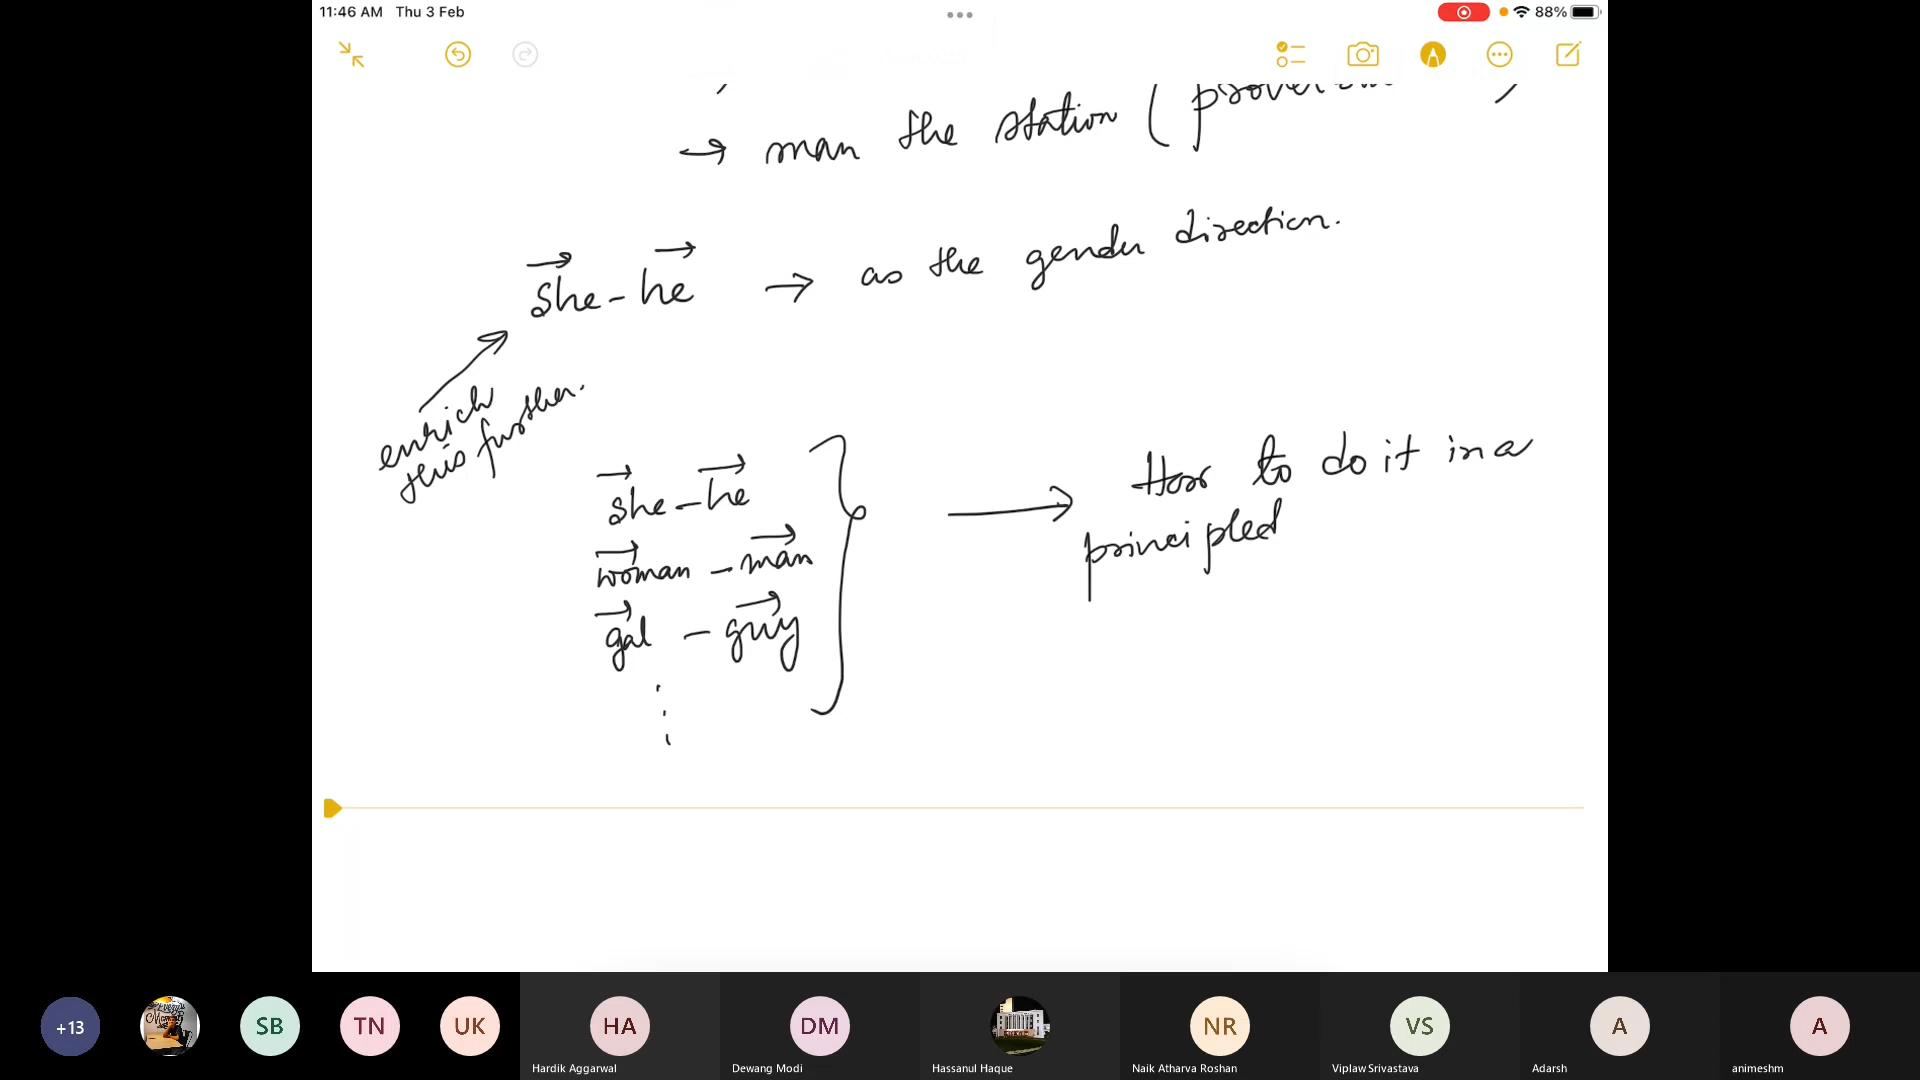 11:46 AM Thu 3 Feb
88%
→ man the station (
she - he → as the gender direction.
enrich
this further.
she - he
woman - man
gal - guy
How to do it in a
principled
+13
SB
TN
UK
HA
DM
NR
VS
A
A
Hardik Aggarwal
Dewang Modi
Hassanul Haque
Naik Atharva Roshan
Viplaw Srivastava
Adarsh
animeshm